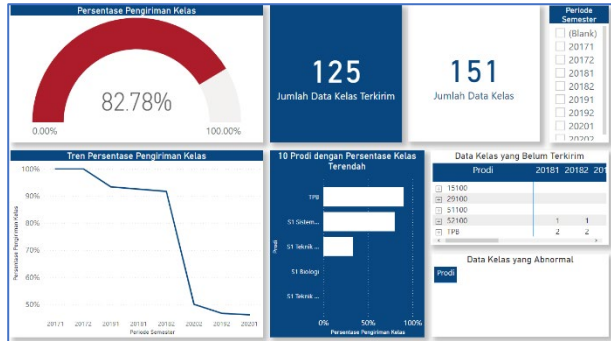 Persentase Pengiriman Kelas
82.78%
0.00%
100.00%
125
Jumlah Data Kelas Terkirim
151
Jumlah Data Kelas
Periode
Semester
(Blank)
20171
20172
20181
20182
20191
20192
20201
20202
Tren Persentase Pengiriman Kelas
100%
90%
80%
70%
60%
50%
Persentase Pengiriman Kelas
20171 20172 20191 20181 20182 20202 20192 20201
Periode Semester
10 Prodi dengan Persentase Kelas
Terendah
Prodi
TPB
S1 Sistem...
S1 Teknik ...
S1 Biologi
S1 Teknik ...
0% 50% 100%
Persentase Pengiriman Kelas
Data Kelas yang Belum Terkirim
Prodi 20181 20182 201
15100
29100
51100
52100 1 1
TPB 2 2
Data Kelas yang Abnormal
Prodi